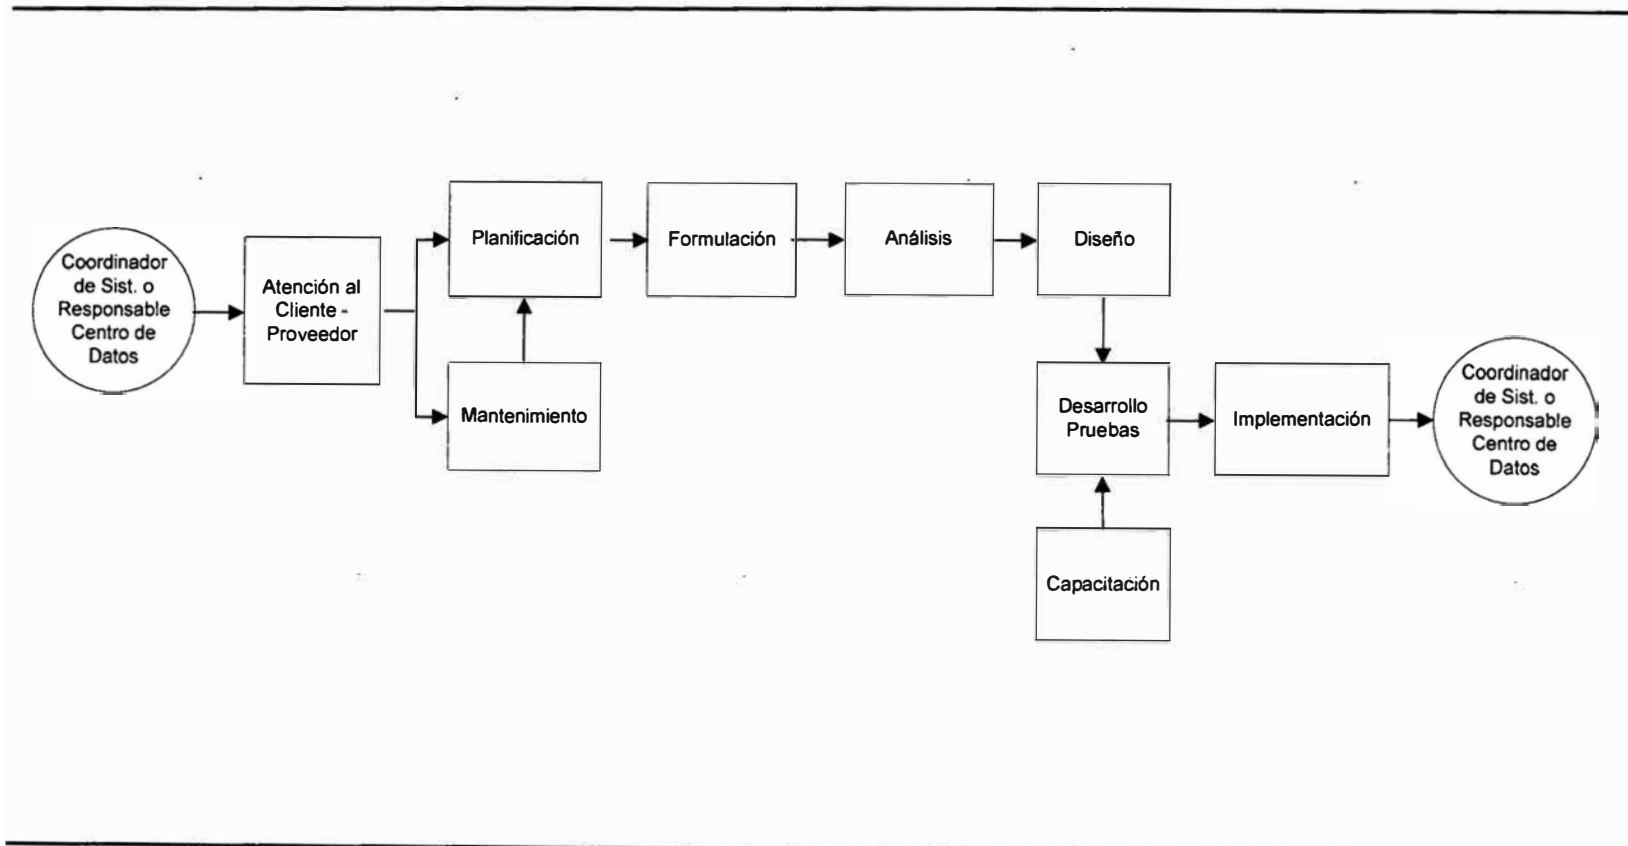 Coordinador
de Sist. o
Responsable
Centro de
Datos
Atención al
Cliente -
Proveedor
Planificación
Mantenimiento
Formulación
Análisis
Diseño
Desarrollo
Pruebas
Capacitación
Implementación
Coordinador
de Sist. o
Responsable
Centro de
Datos